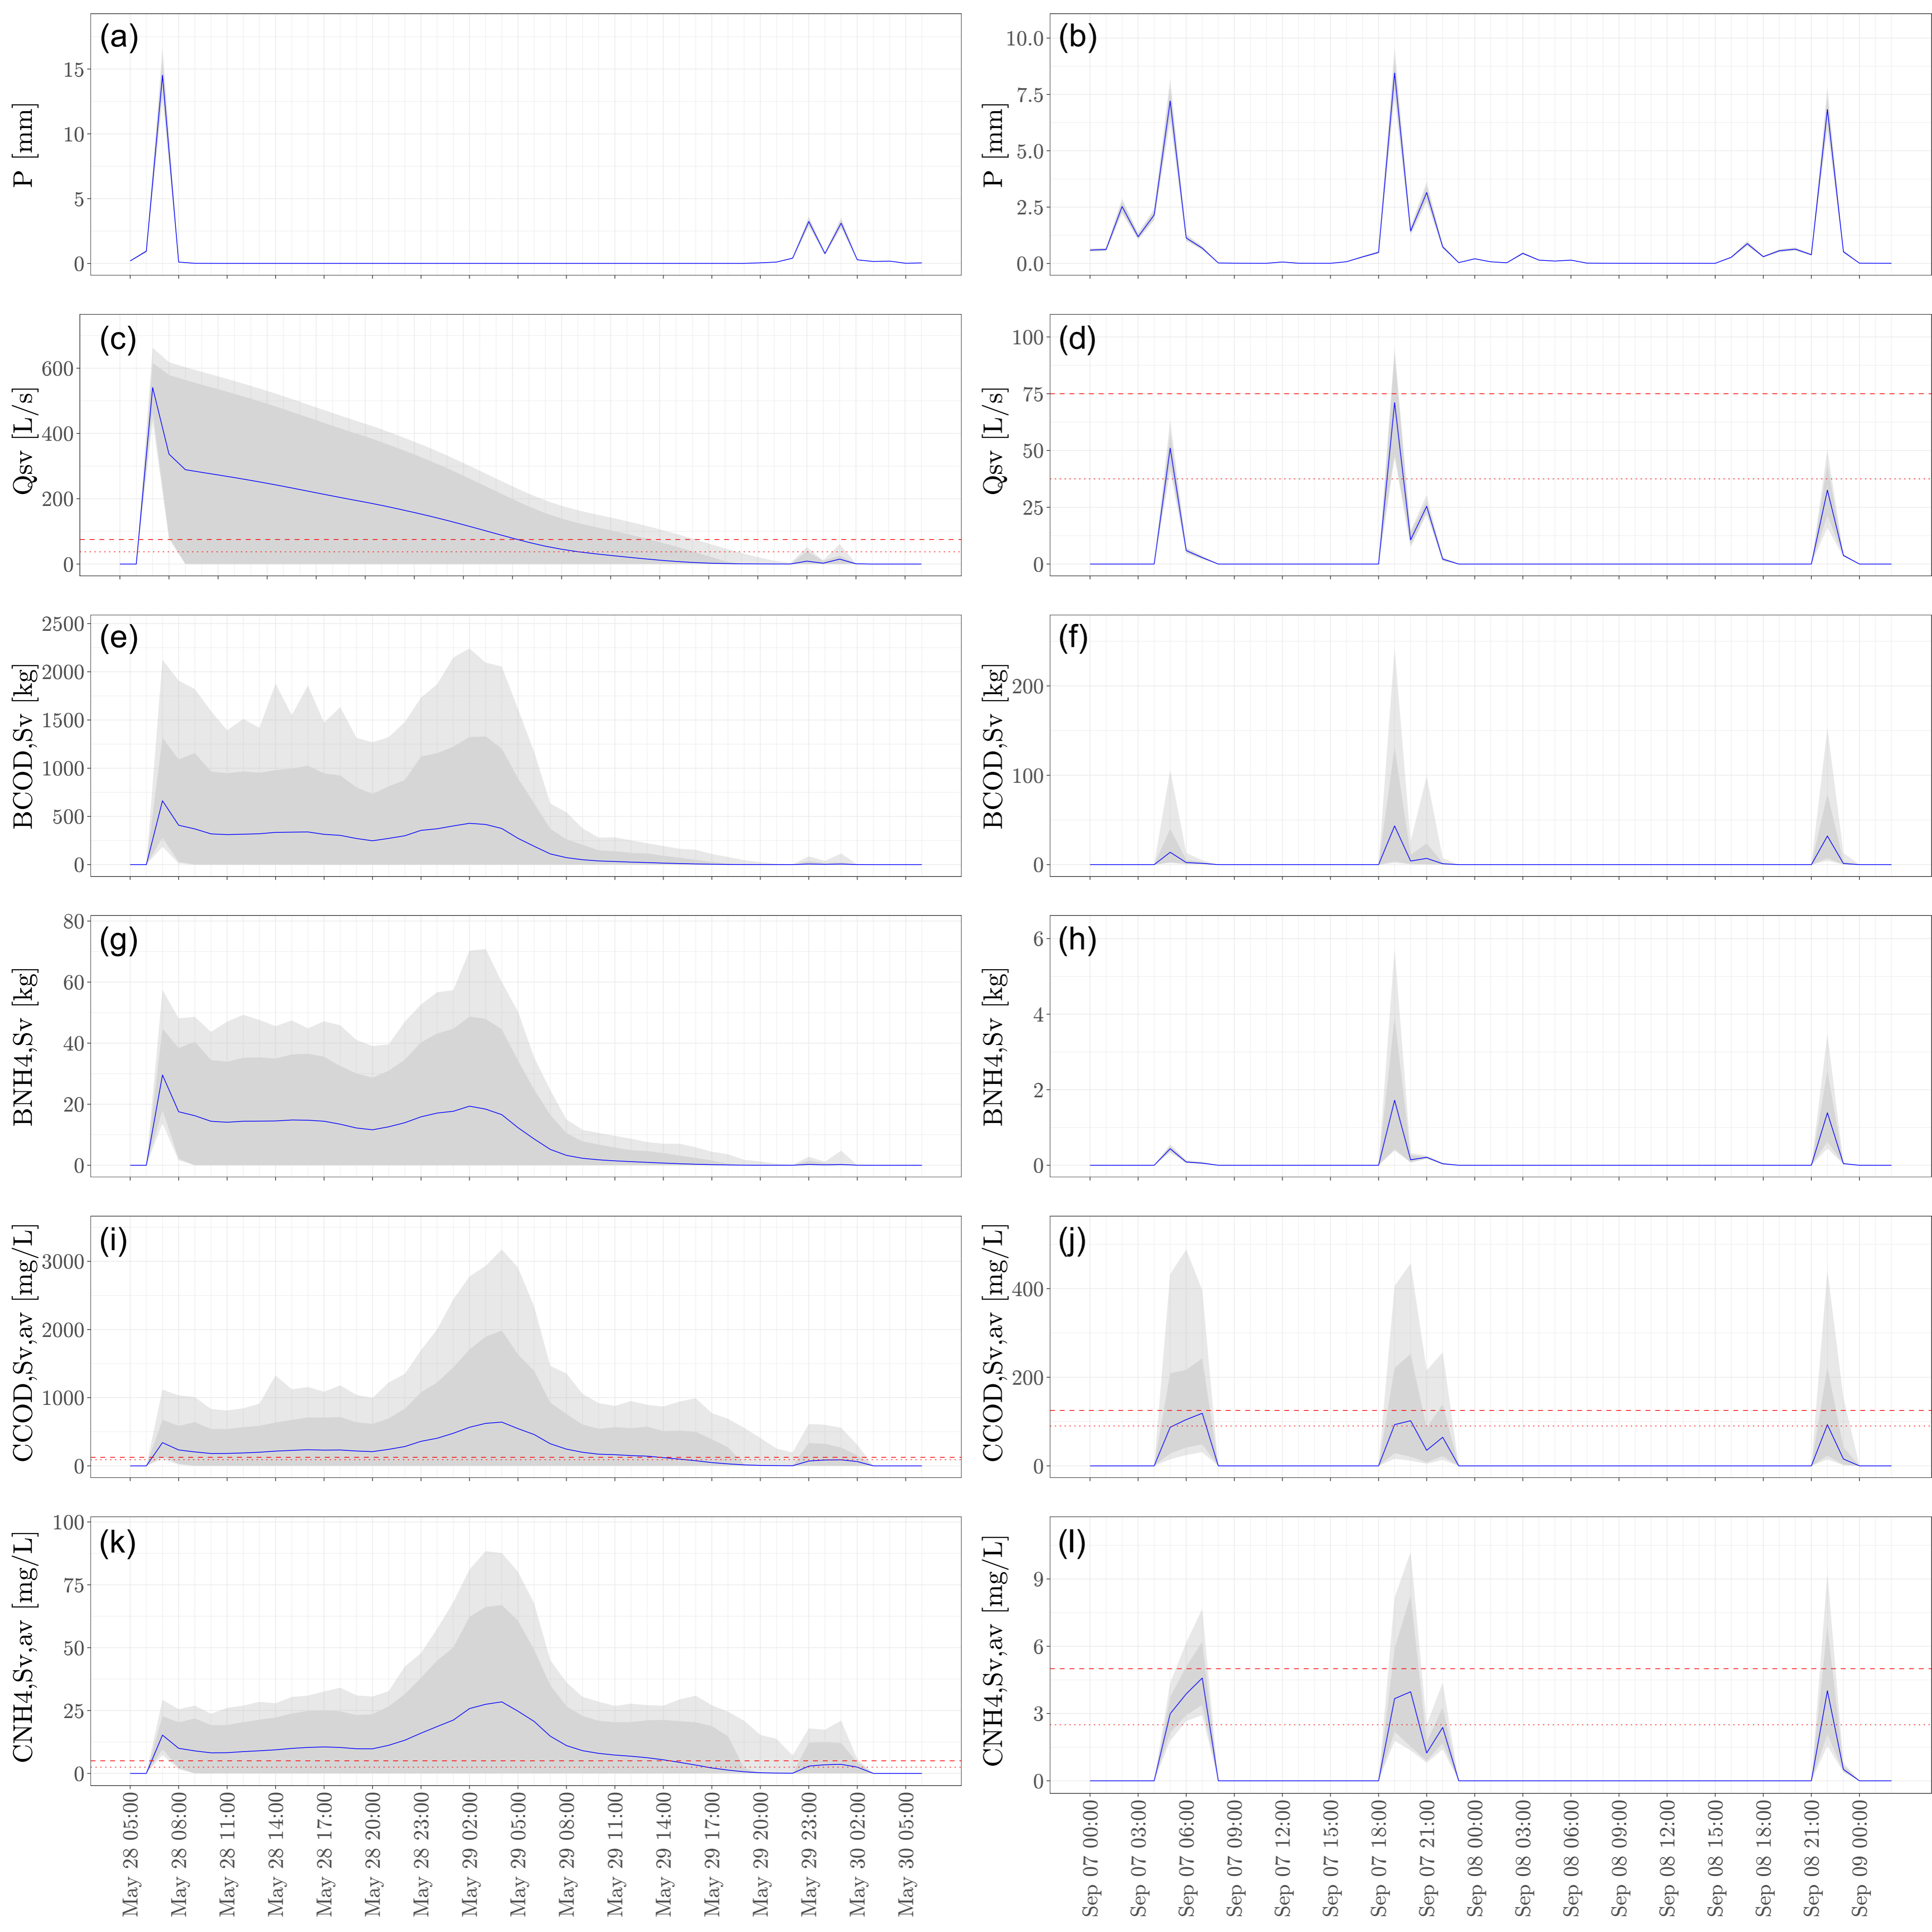 (a)
P [mm]
15
10
5
0
(b)
P [mm]
10.0
7.5
5.0
2.5
0.0
(c)
Qsv [L/s]
600
400
200
0
(d)
Qsv [L/s]
100
75
50
25
0
(e)
BCOD,Sv [kg]
2500
2000
1500
1000
500
0
(f)
BCOD,Sv [kg]
200
100
0
(g)
BNH4,Sv [kg]
80
60
40
20
0
(h)
BNH4,Sv [kg]
6
4
2
0
(i)
CCOD,Sv,av [mg/L]
3000
2000
1000
0
(j)
CCOD,Sv,av [mg/L]
400
200
0
(k)
CNH4,Sv,av [mg/L]
100
75
50
25
0
(l)
CNH4,Sv,av [mg/L]
9
6
3
0
May 28 05:00
May 28 08:00
May 28 11:00
May 28 14:00
May 28 17:00
May 28 20:00
May 28 23:00
May 29 02:00
May 29 05:00
May 29 08:00
May 29 11:00
May 29 14:00
May 29 17:00
May 29 20:00
May 29 23:00
May 30 02:00
May 30 05:00
Sep 07 00:00
Sep 07 03:00
Sep 07 06:00
Sep 07 09:00
Sep 07 12:00
Sep 07 15:00
Sep 07 18:00
Sep 07 21:00
Sep 08 00:00
Sep 08 03:00
Sep 08 06:00
Sep 08 09:00
Sep 08 12:00
Sep 08 15:00
Sep 08 18:00
Sep 08 21:00
Sep 09 00:00